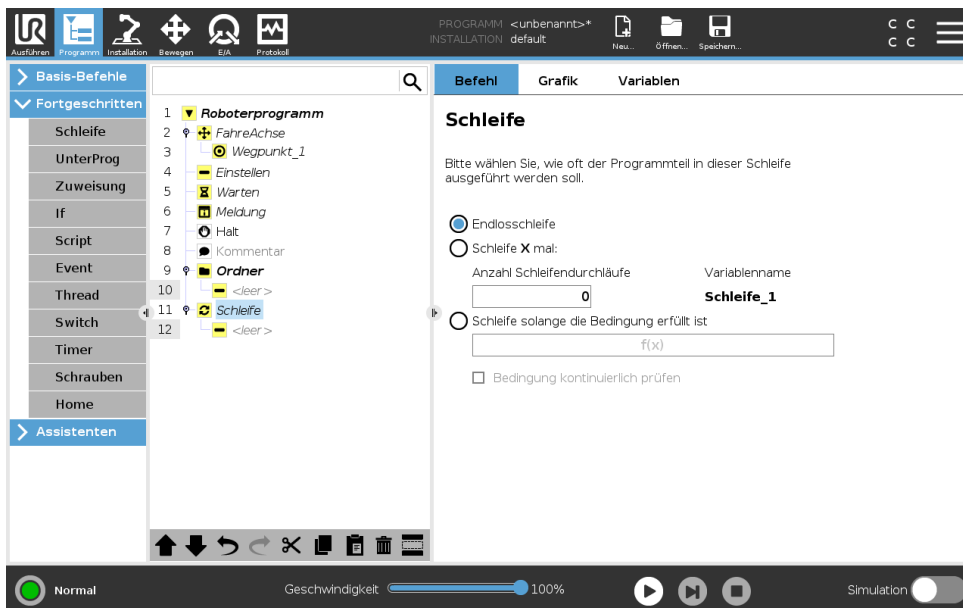 PROGRAMM <unbenannt>*
INSTALLATION default
Ausführen Programm Installation Bewegen E/A Protokoll
Neu... Öffnen... Speichern...
C C
C C
Basis-Befehle
Fortgeschritten
Schleife
UnterProg
Zuweisung
If
Script
Event
Thread
Switch
Timer
Schrauben
Home
Assistenten
1 Roboterprogramm
2 FahreAchse
3 Wegpunkt_1
4 Einstellen
5 Warten
6 Meldung
7 Halt
8 Kommentar
9 Ordner
10 <leer>
11 Schleife
12 <leer>
Befehl Grafik Variablen
Schleife
Bitte wählen Sie, wie oft der Programmteil in dieser Schleife
ausgeführt werden soll.
Endlosschleife
Schleife X mal:
Anzahl Schleifendurchläufe Variablenname
0 Schleife_1
Schleife solange die Bedingung erfüllt ist
f(x)
Bedingung kontinuierlich prüfen
Normal
Geschwindigkeit 100%
Simulation